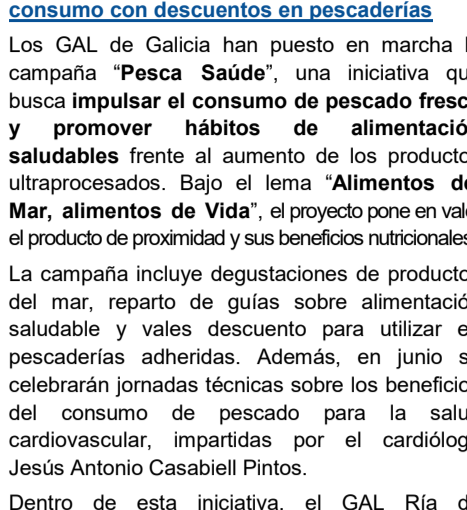 consumo con descuentos en pescaderías
Los GAL de Galicia han puesto en marcha l
campaña “Pesca Saúde”, una iniciativa qu
busca impulsar el consumo de pescado fresc
y promover hábitos de alimentació
saludables frente al aumento de los producto
ultraprocesados. Bajo el lema “Alimentos de
Mar, alimentos de Vida”, el proyecto pone en valo
el producto de proximidad y sus beneficios nutricionales
La campaña incluye degustaciones de producto
del mar, reparto de guías sobre alimentació
saludable y vales descuento para utilizar e
pescaderías adheridas. Además, en junio s
celebrarán jornadas técnicas sobre los beneficio
del consumo de pescado para la salu
cardiovascular, impartidas por el cardiólog
Jesús Antonio Casabiell Pintos.
Dentro de esta iniciativa, el GAL Ría d